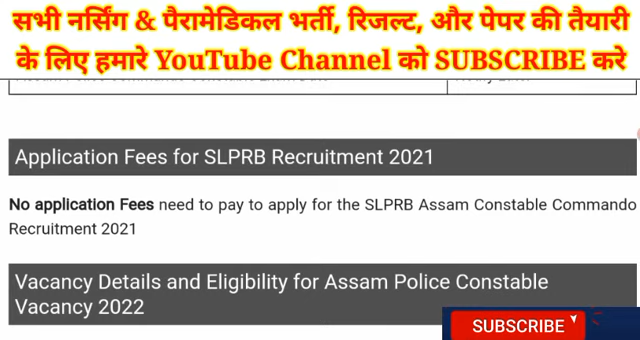 सभी नर्सिंग & पैरामेडिकल भर्ती, रिजल्ट, और पेपर की तैयारी
के लिए हमारे YouTube Channel को SUBSCRIBE करे
Application Fees for SLPRB Recruitment 2021
No application Fees need to pay to apply for the SLPRB Assam Constable Commando
Recruitment 2021
Vacancy Details and Eligibility for Assam Police Constable
Vacancy 2022
SUBSCRIBE